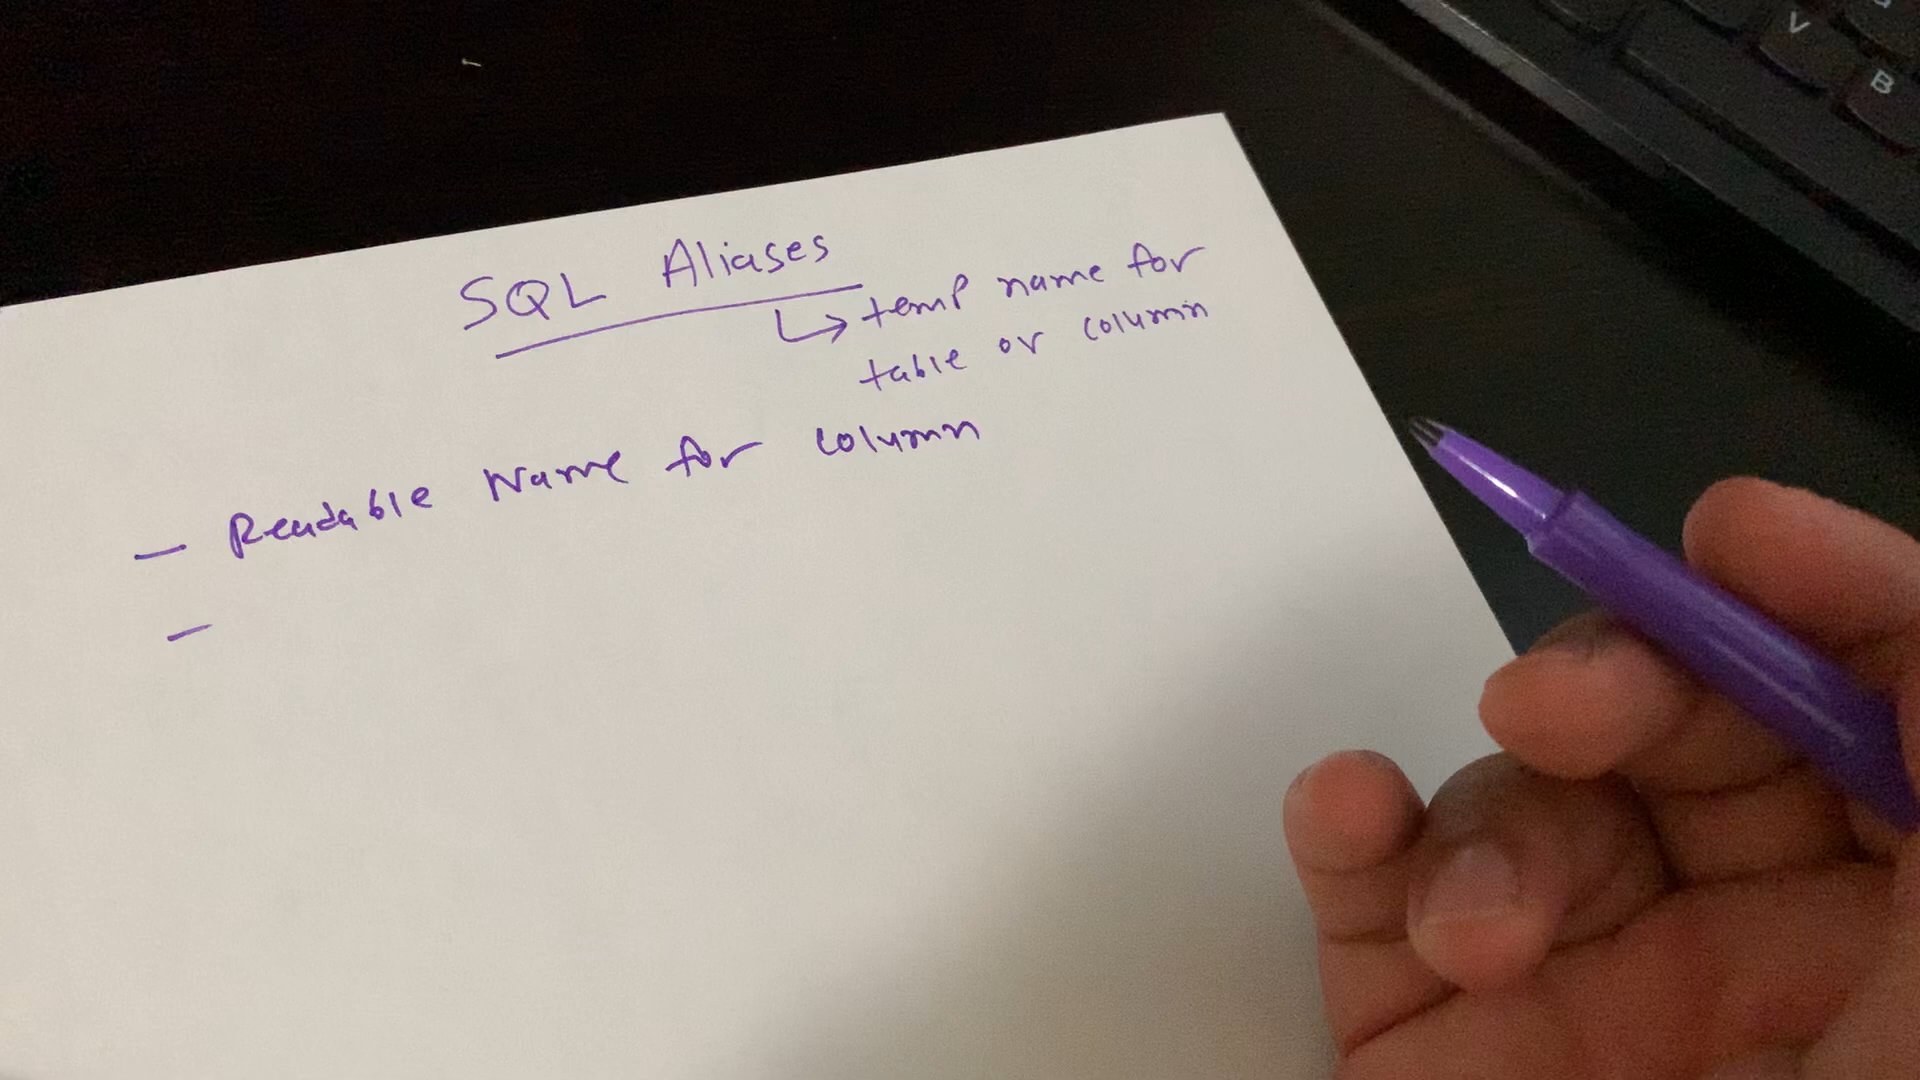 SQL Aliases
↳ temp name for
table or column
- Readable Name for column
-
V
B